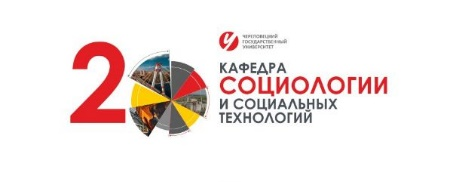 ЧЕРЕПОВЕЦКИЙ
ГОСУДАРСТВЕННЫЙ
УНИВЕРСИТЕТ
20
КАФЕДРА
СОЦИОЛОГИИ
И СОЦИАЛЬНЫХ
ТЕХНОЛОГИЙ